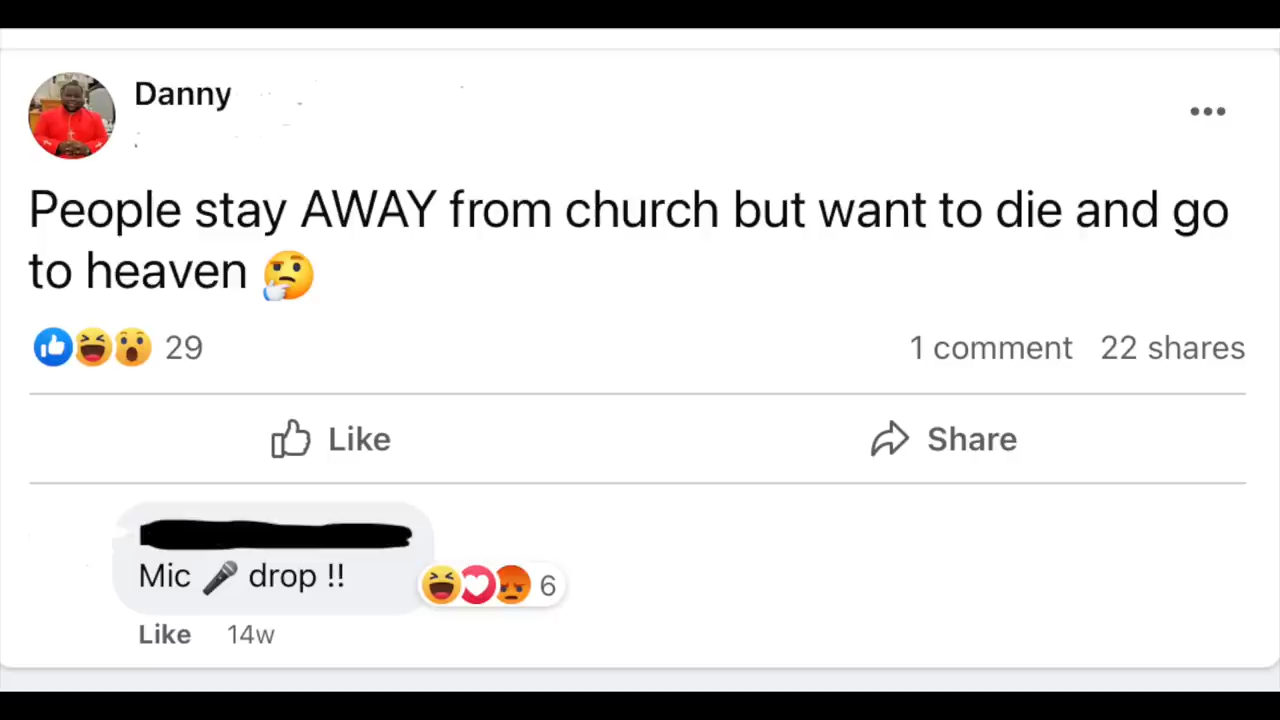 Danny
People stay AWAY from church but want to die and go
to heaven 🤔
29
1 comment 22 shares
Like
Share
Mic 🎤 drop !!
6
Like 14w